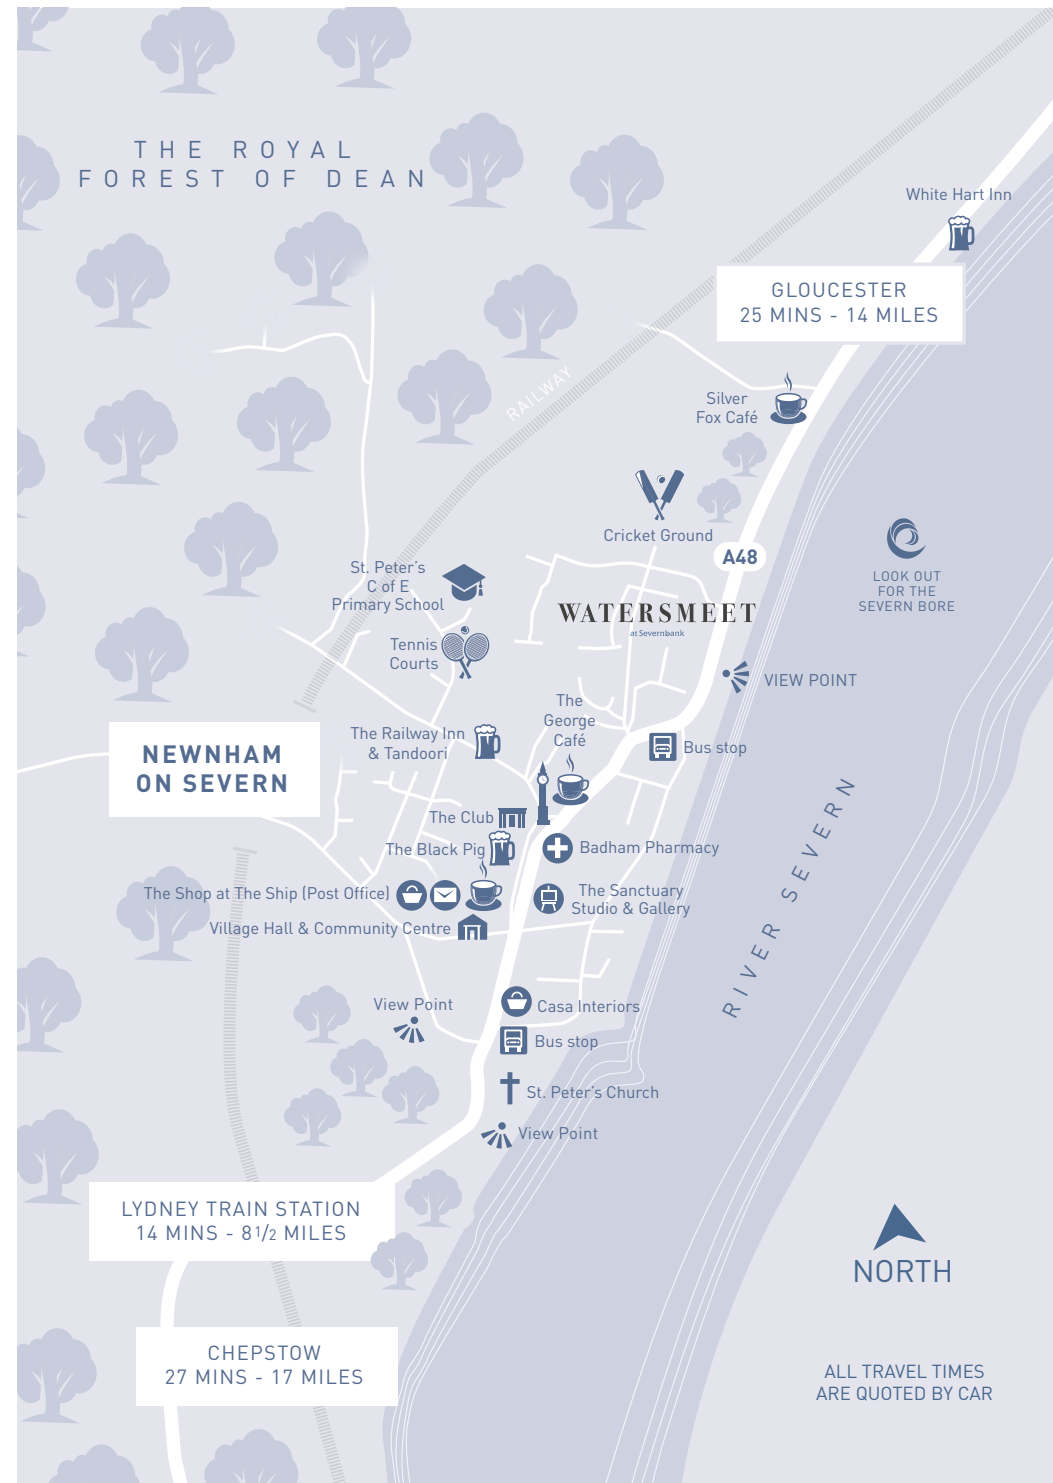 THE ROYAL
FOREST OF DEAN
White Hart Inn
GLOUCESTER
25 MINS - 14 MILES
RAILWAY
Silver
Fox Café
Cricket Ground
A48
LOOK OUT
FOR THE
SEVERN BORE
St. Peter's
C of E
Primary School
WATERSMEET
at Severnbank
Tennis
Courts
VIEW POINT
The
George
Café
The Railway Inn
& Tandoori
Bus stop
NEWNHAM
ON SEVERN
RIVER SEVERN
The Club
The Black Pig
Badham Pharmacy
The Shop at The Ship (Post Office)
The Sanctuary
Studio & Gallery
Village Hall & Community Centre
View Point
Casa Interiors
Bus stop
St. Peter's Church
View Point
LYDNEY TRAIN STATION
14 MINS - 8 1/2 MILES
NORTH
CHEPSTOW
27 MINS - 17 MILES
ALL TRAVEL TIMES
ARE QUOTED BY CAR